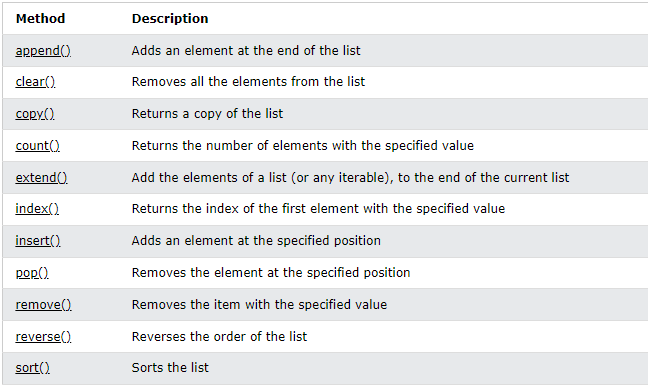 Method Description
append() Adds an element at the end of the list
clear() Removes all the elements from the list
copy() Returns a copy of the list
count() Returns the number of elements with the specified value
extend() Add the elements of a list (or any iterable), to the end of the current list
index() Returns the index of the first element with the specified value
insert() Adds an element at the specified position
pop() Removes the element at the specified position
remove() Removes the item with the specified value
reverse() Reverses the order of the list
sort() Sorts the list